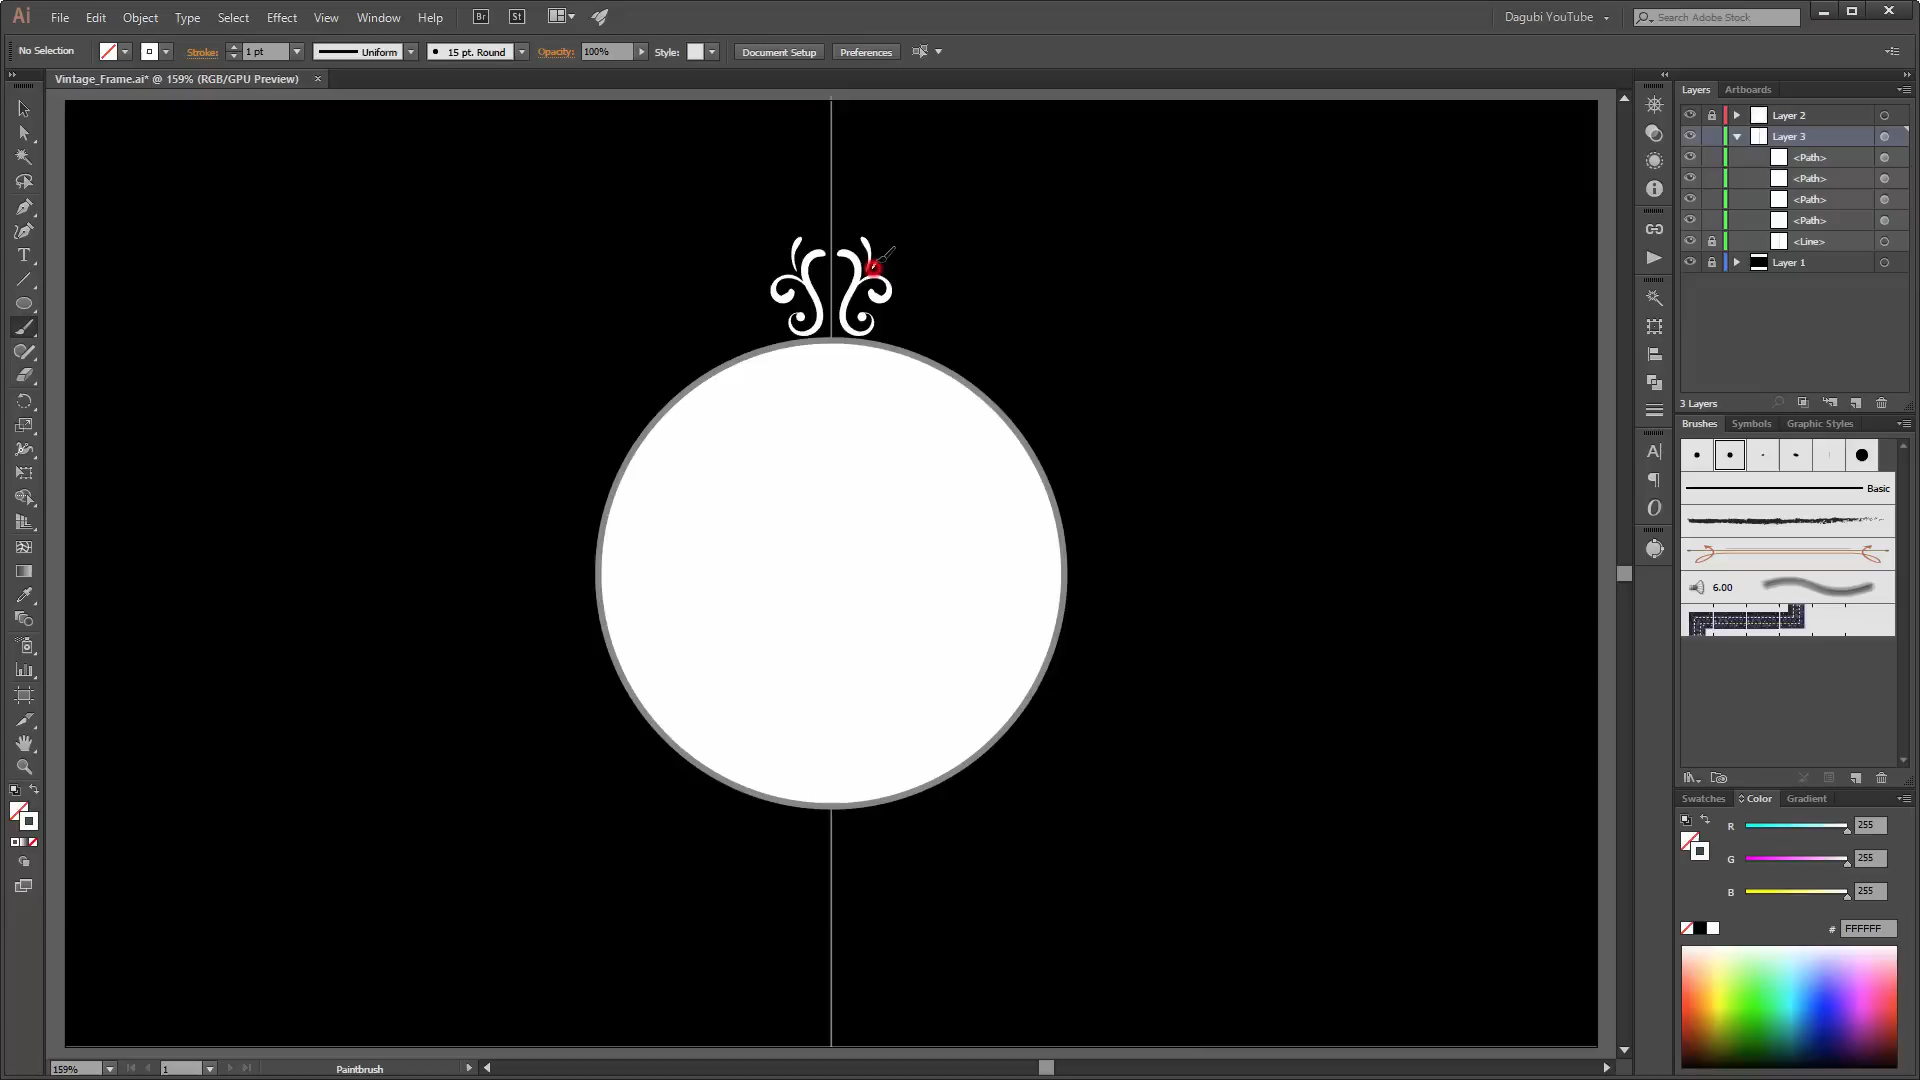 Ai File Edit Object Type Select Effect View Window Help Br St Dagubi YouTube Search Adobe Stock
No Selection Stroke: 1 pt Uniform 15 pt. Round Opacity: 100% Style: Document Setup Preferences
Vintage_Frame.ai* @ 159% (RGB/GPU Preview)
Layers Artboards
Layer 2
Layer 3
<Path>
<Path>
<Path>
<Path>
<Line>
Layer 1
3 Layers
Brushes Symbols Graphic Styles
Basic
6.00
Swatches Color Gradient
R 255
G 255
B 255
# FFFFFF
159% 1 Paintbrush